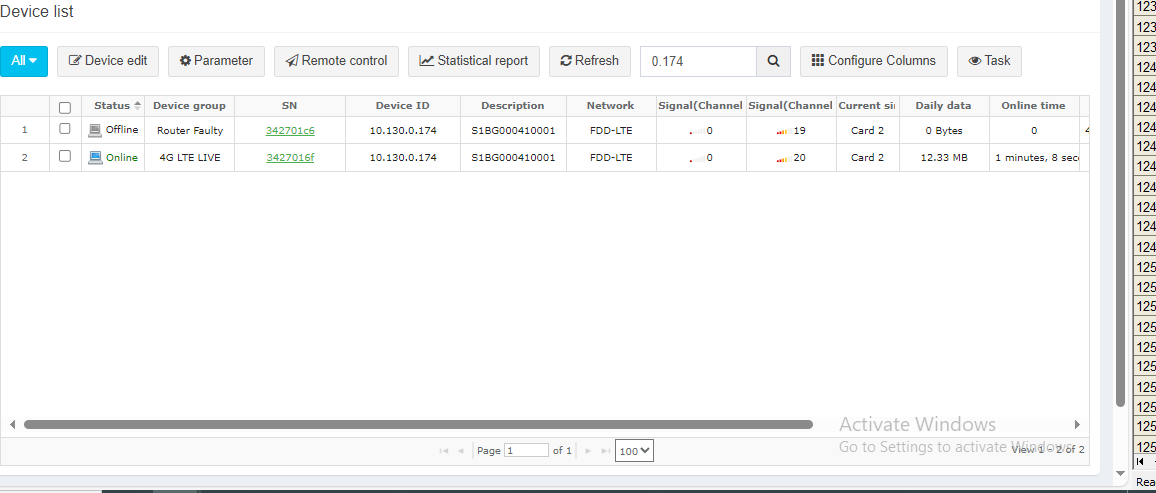 Device list
All Device edit Parameter Remote control Statistical report Refresh 0.174 Configure Columns Task
Status Device group SN Device ID Description Network Signal(Channel Signal(Channel Current si Daily data Online time
1 Offline Router Faulty 342701c6 10.130.0.174 S1BG000410001 FDD-LTE 0 19 Card 2 0 Bytes 0 4
2 Online 4G LTE LIVE 3427016f 10.130.0.174 S1BG000410001 FDD-LTE 0 20 Card 2 12.33 MB 1 minutes, 8 sec
Activate Windows
Go to Settings to activate Windows.
Page 1 of 1 100 View 1 - 2 of 2
123
123
123
124
124
124
124
124
124
124
124
124
124
125
125
125
125
125
125
125
125
125
125
Rea